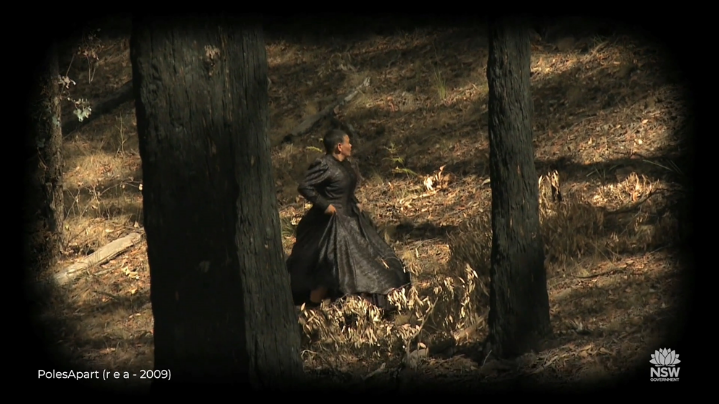 PolesApart (r e a - 2009)
NSW
GOVERNMENT